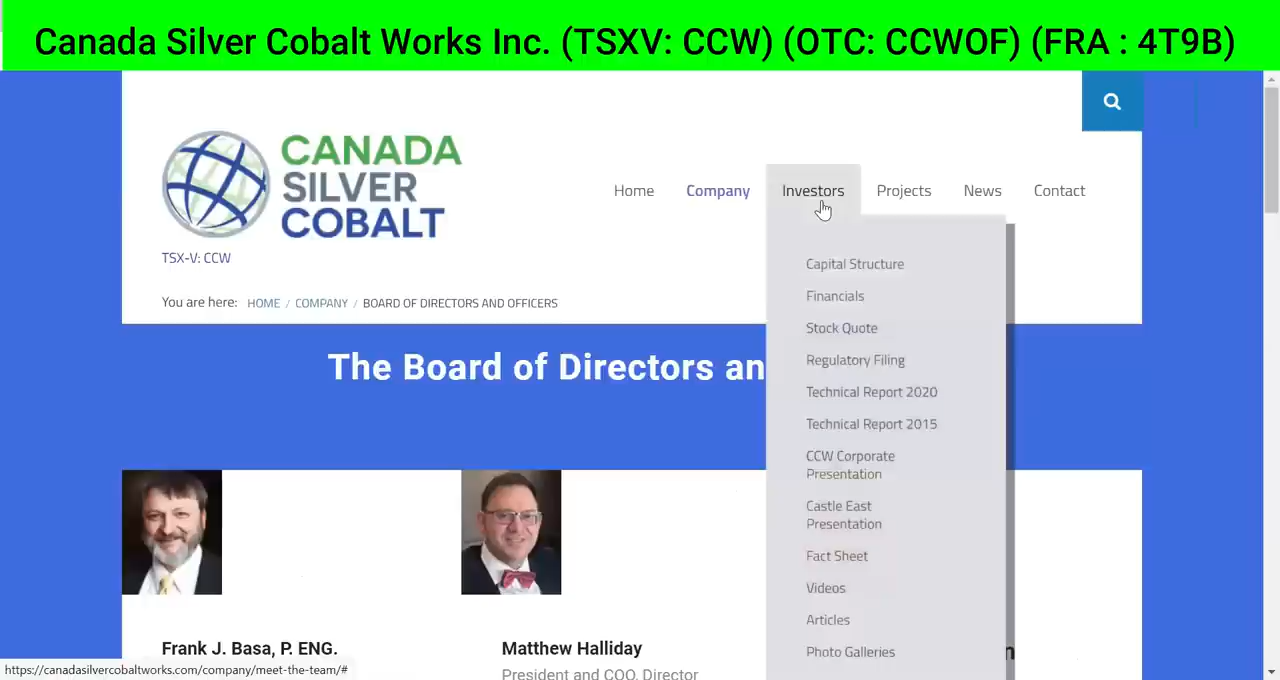 Canada Silver Cobalt Works Inc. (TSXV: CCW) (OTC: CCWOF) (FRA : 4T9B)
CANADA
SILVER
COBALT
TSX-V: CCW
Home Company Investors Projects News Contact
You are here: HOME / COMPANY / BOARD OF DIRECTORS AND OFFICERS
The Board of Directors an
Capital Structure
Financials
Stock Quote
Regulatory Filing
Technical Report 2020
Technical Report 2015
CCW Corporate
Presentation
Castle East
Presentation
Fact Sheet
Videos
Articles
Photo Galleries
Frank J. Basa, P. ENG.
Matthew Halliday
President and COO, Director
https://canadasilvercobaltworks.com/company/meet-the-team/#